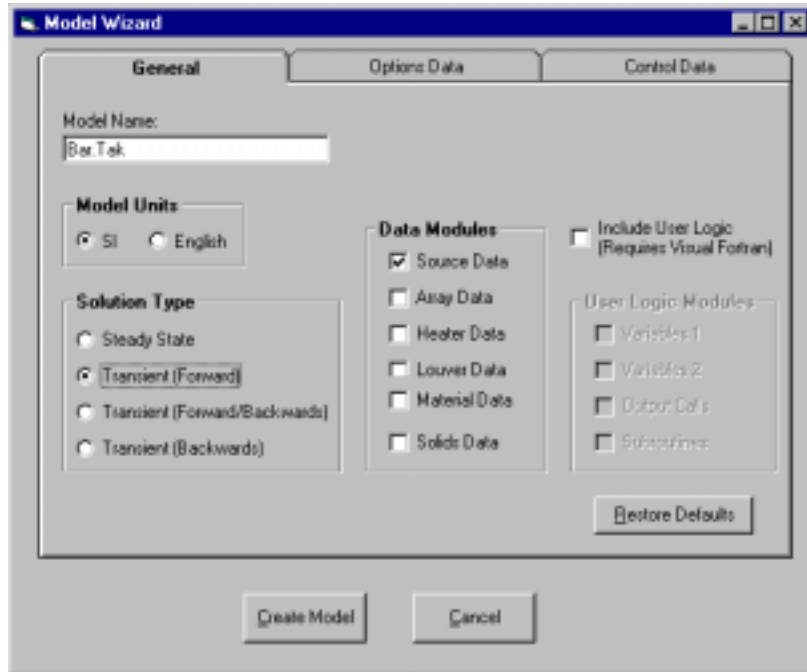 Model Wizard
General
Options Data
Control Data
Model Name:
Bar.Tak
Model Units
SI
English
Solution Type
Steady State
Transient (Forward)
Transient (Forward/Backwards)
Transient (Backwards)
Data Modules
Source Data
Array Data
Heater Data
Louver Data
Material Data
Solids Data
Include User Logic
(Requires Visual Fortran)
User Logic Modules
Variables 1
Variables 2
Output Calls
Subroutines
Restore Defaults
Create Model
Cancel